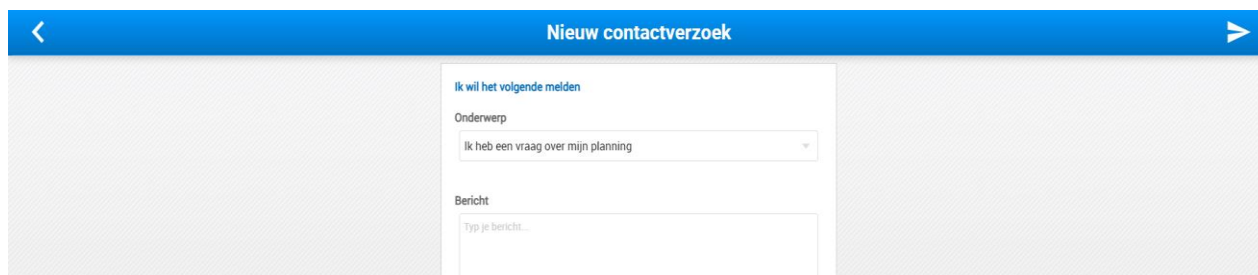 Nieuw contactverzoek
Ik wil het volgende melden
Onderwerp
Ik heb een vraag over mijn planning
Bericht
Typ je bericht...